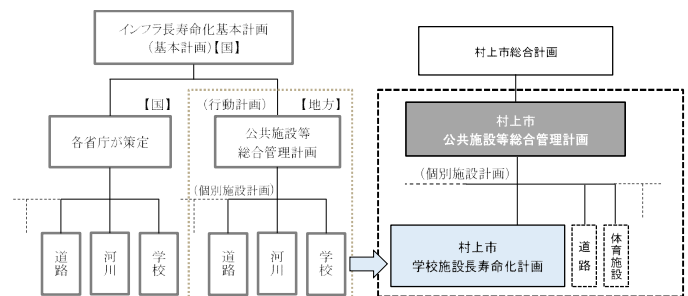 インフラ長寿命化基本計画
(基本計画)【国】
【国】
(行動計画)
【地方】
各省庁が策定
公共施設等
総合管理計画
(個別施設計画)
道路
河川
学校
道路
河川
学校
村上市総合計画
村上市
公共施設等総合管理計画
(個別施設計画)
村上市
学校施設長寿命化計画
道路
体育施設